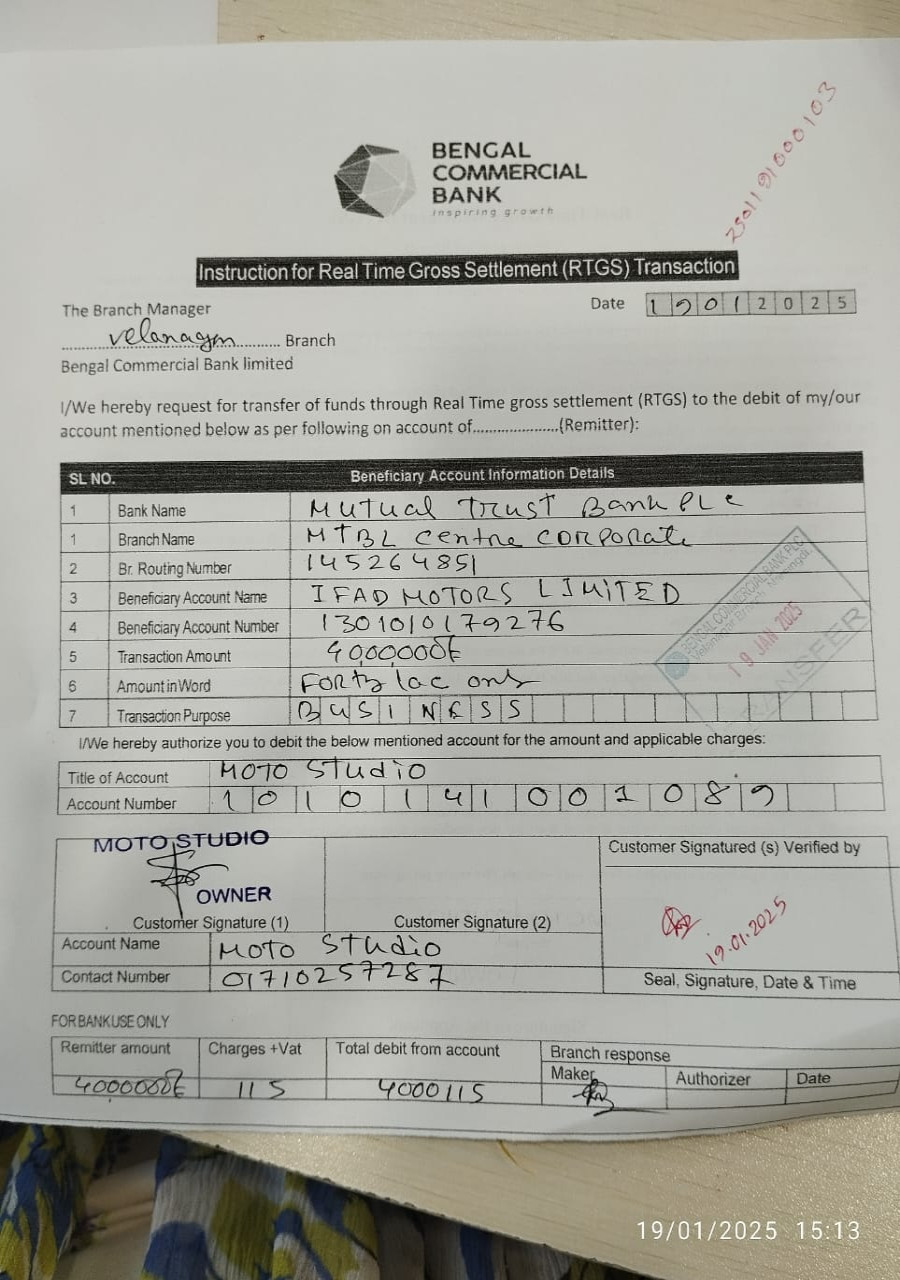 25011910000103
BENGAL
COMMERCIAL
BANK
Inspiring growth
Instruction for Real Time Gross Settlement (RTGS) Transaction
The Branch Manager
Date 19012025
velanagar Branch
Bengal Commercial Bank limited
I/We hereby request for transfer of funds through Real Time gross settlement (RTGS) to the debit of my/our
account mentioned below as per following on account of.....................(Remitter):
SL NO. Beneficiary Account Information Details
1 Bank Name Mutual Trust Bank PLC
1 Branch Name MTBL Centre Corporate
2 Br. Routing Number 145264851
3 Beneficiary Account Name IFAD MOTORS LIMITED
4 Beneficiary Account Number 1301010179276
5 Transaction Amount 4000000/-
6 Amount in Word Forty lac only
7 Transaction Purpose BUSINESS
BENGAL COMMERCIAL BANK PLC
19 JAN 2025
TRANSFER
I/We hereby authorize you to debit the below mentioned account for the amount and applicable charges:
Title of Account MOTO Studio
Account Number 1010141001089
MOTO STUDIO
OWNER
Customer Signature (1)
Customer Signature (2)
Customer Signatured (s) Verified by
19.01.2025
Seal, Signature, Date & Time
Account Name MOTO Studio
Contact Number 01710257287
FOR BANK USE ONLY
Remitter amount Charges +Vat Total debit from account Branch response
Maker Authorizer Date
4000000/- 115 4000115
19/01/2025 15:13